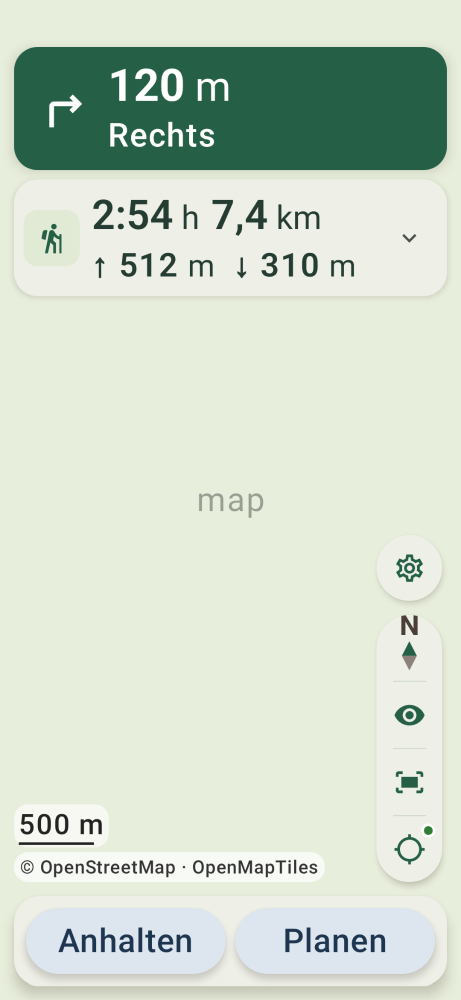 120 m
Rechts
2:54 h 7,4 km
↑ 512 m ↓ 310 m
map
N
500 m
© OpenStreetMap · OpenMapTiles
Anhalten Planen